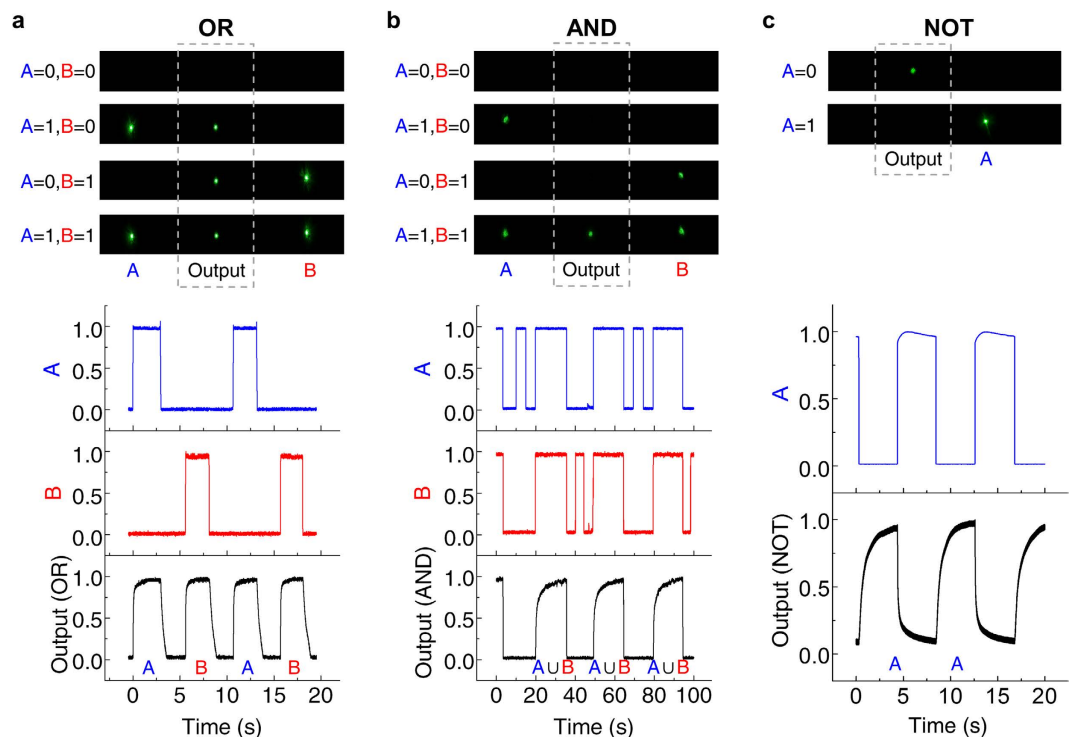 a
OR
A=0,B=0
A=1,B=0
A=0,B=1
A=1,B=1
A Output B
1.0
0.5
0.0
A
1.0
0.5
0.0
B
1.0
0.5
0.0
Output (OR)
A B A B
0 5 10 15 20
Time (s)
b
AND
A=0,B=0
A=1,B=0
A=0,B=1
A=1,B=1
A Output B
1.0
0.5
0.0
A
1.0
0.5
0.0
B
1.0
0.5
0.0
Output (AND)
A∪B A∪B A∪B
0 20 40 60 80 100
Time (s)
c
NOT
A=0
A=1
Output A
1.0
0.5
0.0
A
1.0
0.5
0.0
Output (NOT)
A A
0 5 10 15 20
Time (s)